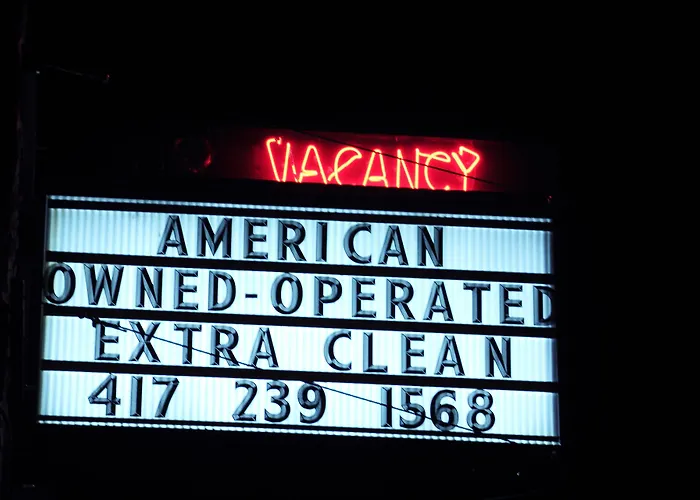 VACANCY
AMERICAN
OWNED-OPERATED
EXTRA CLEAN
417 239 1568